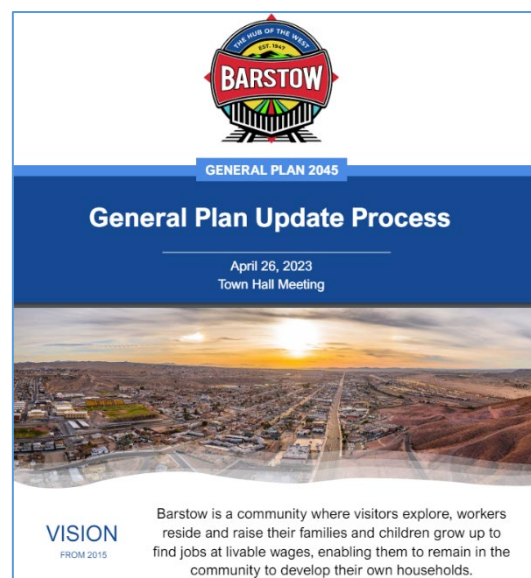 THE HUB OF THE WEST
EST. 1947
BARSTOW
GENERAL PLAN 2045
General Plan Update Process
April 26, 2023
Town Hall Meeting
VISION
FROM 2015
Barstow is a community where visitors explore, workers
reside and raise their families and children grow up to
find jobs at livable wages, enabling them to remain in the
community to develop their own households.